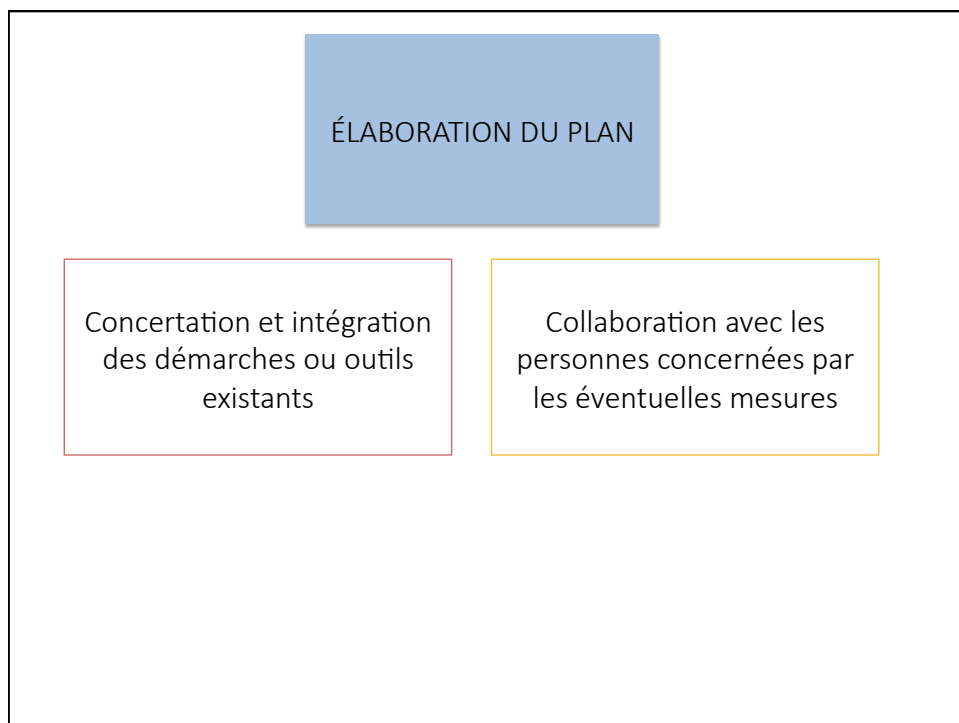 ÉLABORATION DU PLAN
Concertation et intégration
des démarches ou outils
existants
Collaboration avec les
personnes concernées par
les éventuelles mesures